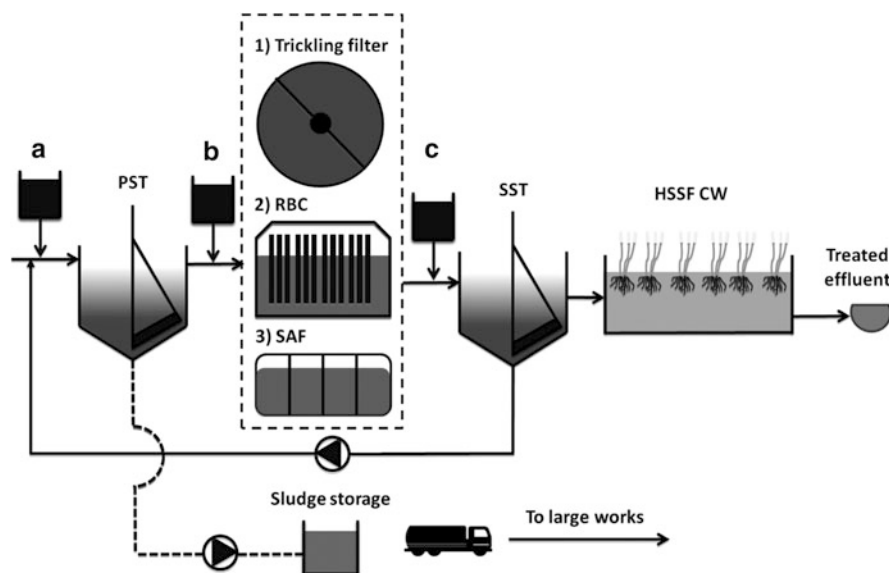 1) Trickling filter
a
b
c
PST
SST
HSSF CW
2) RBC
Treated
effluent
3) SAF
Sludge storage
To large works